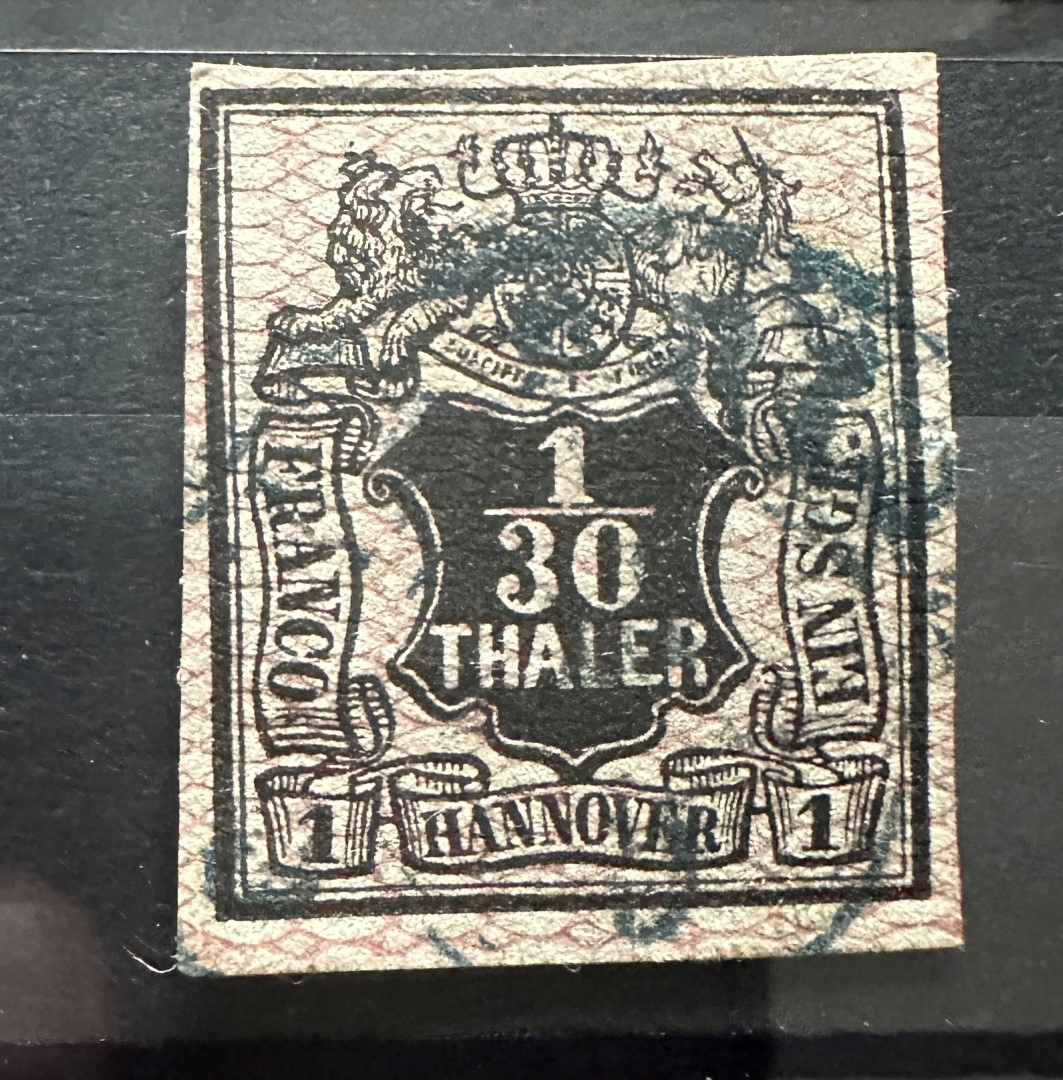 1
30
THALER
FRANCO
EIN SGR.
1
HANNOVER
1